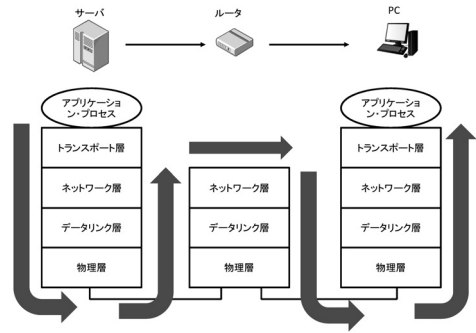 サーバ
ルータ
PC
アプリケーショ
ン・プロセス
トランスポート層
ネットワーク層
データリンク層
物理層
ネットワーク層
データリンク層
物理層
アプリケーショ
ン・プロセス
トランスポート層
ネットワーク層
データリンク層
物理層